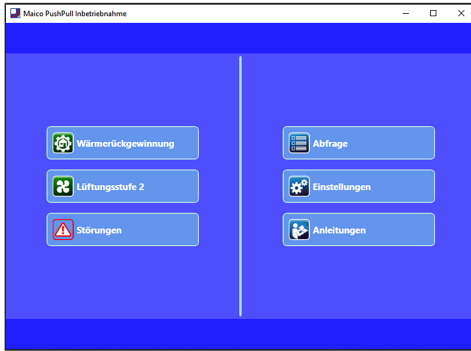 Maico PushPull Inbetriebnahme
Wärmerückgewinnung
Lüftungsstufe 2
Störungen
Abfrage
Einstellungen
Anleitungen